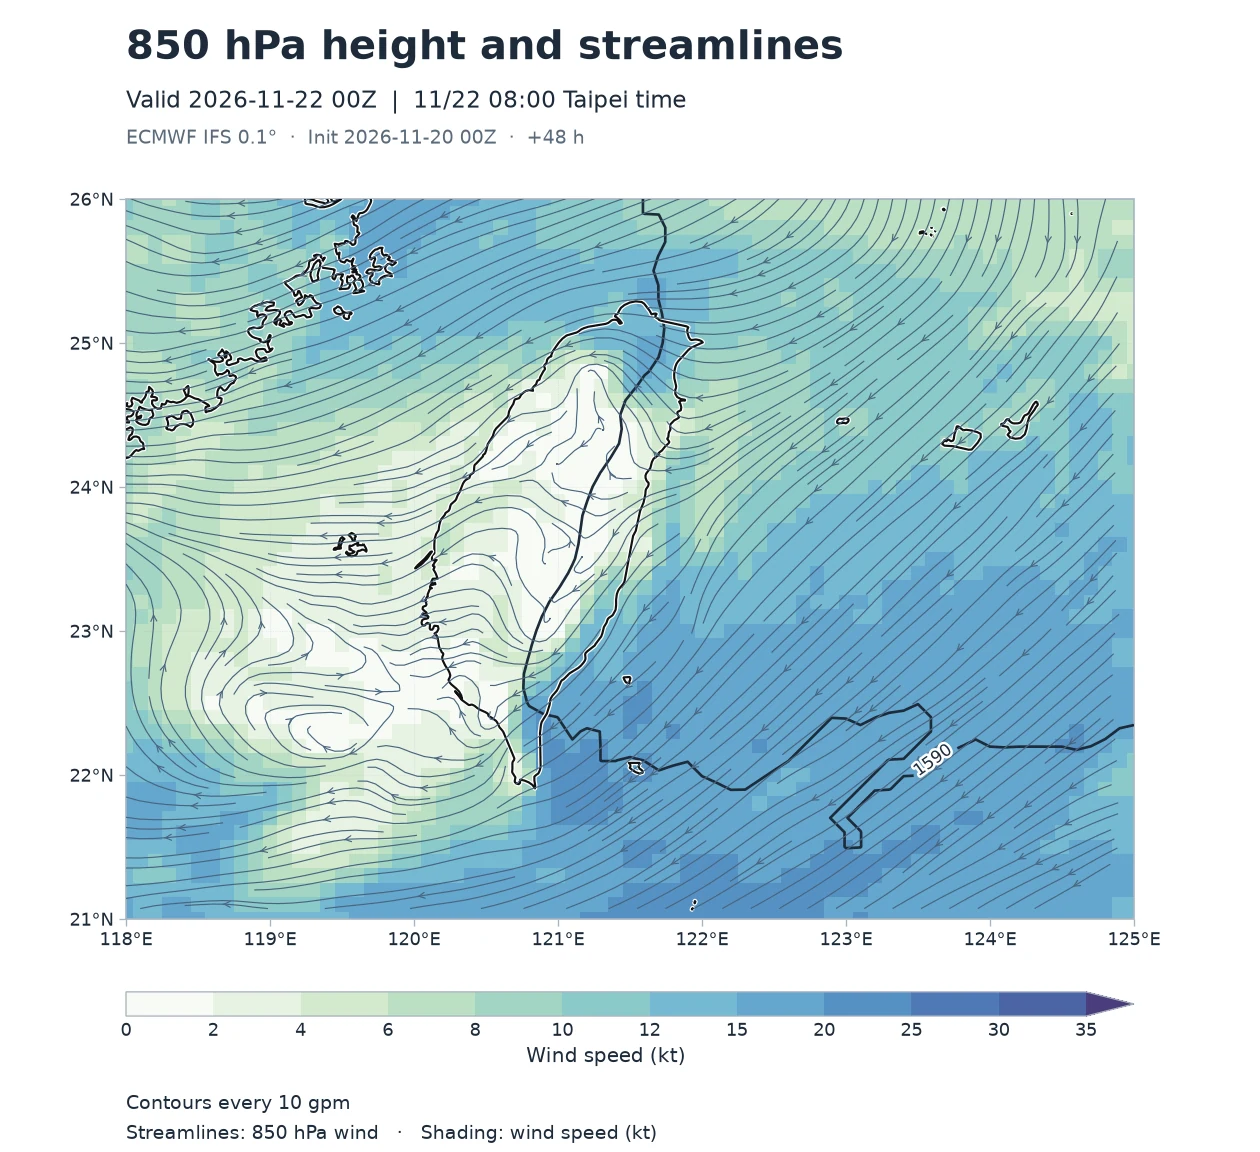 850 hPa height and streamlines
Valid 2026-11-22 00Z | 11/22 08:00 Taipei time
ECMWF IFS 0.1° · Init 2026-11-20 00Z · +48 h
26°N
25°N
24°N
23°N
22°N
21°N
1590
118°E 119°E 120°E 121°E 122°E 123°E 124°E 125°E
0 2 4 6 8 10 12 15 20 25 30 35
Wind speed (kt)
Contours every 10 gpm
Streamlines: 850 hPa wind · Shading: wind speed (kt)